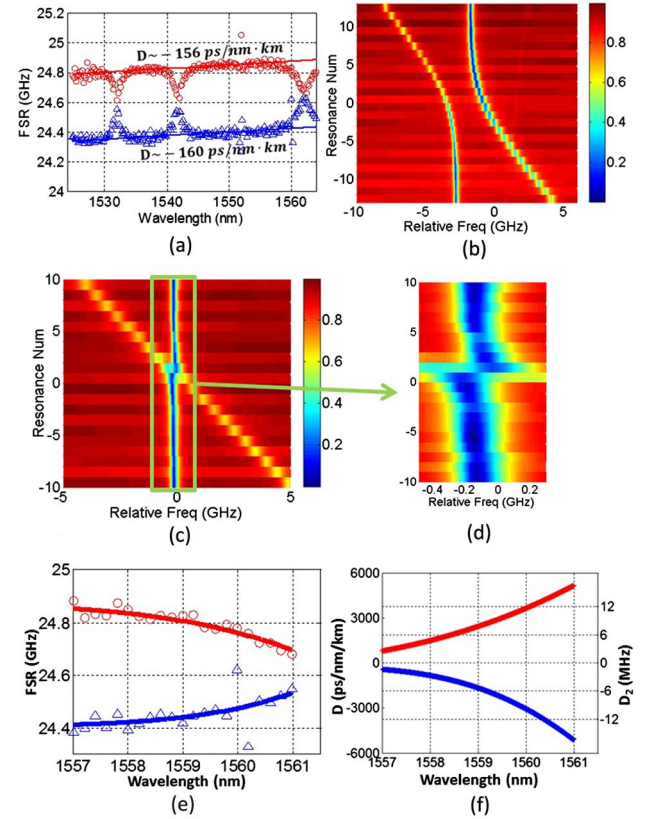 25.2
25
24.8
24.6
24.4
24.2
24
FSR (GHz)
D~− 156 ps/nm· km
D~− 160 ps/nm· km
1530 1540 1550 1560
Wavelength (nm)
(a)
10
5
0
-5
-10
Resonance Num
-10 -5 0 5
Relative Freq (GHz)
0.8
0.6
0.4
0.2
(b)
10
5
0
-5
-10
Resonance Num
-5 0 5
Relative Freq (GHz)
0.8
0.6
0.4
0.2
(c)
10
5
0
-5
-10
-0.4 -0.2 0 0.2
Relative Freq (GHz)
(d)
25
24.8
24.6
24.4
FSR (GHz)
1557 1558 1559 1560 1561
Wavelength (nm)
(e)
6000
3000
0
-3000
-6000
D (ps/nm/km)
12
6
0
-6
-12
D2 (MHz)
1557 1558 1559 1560 1561
Wavelength (nm)
(f)